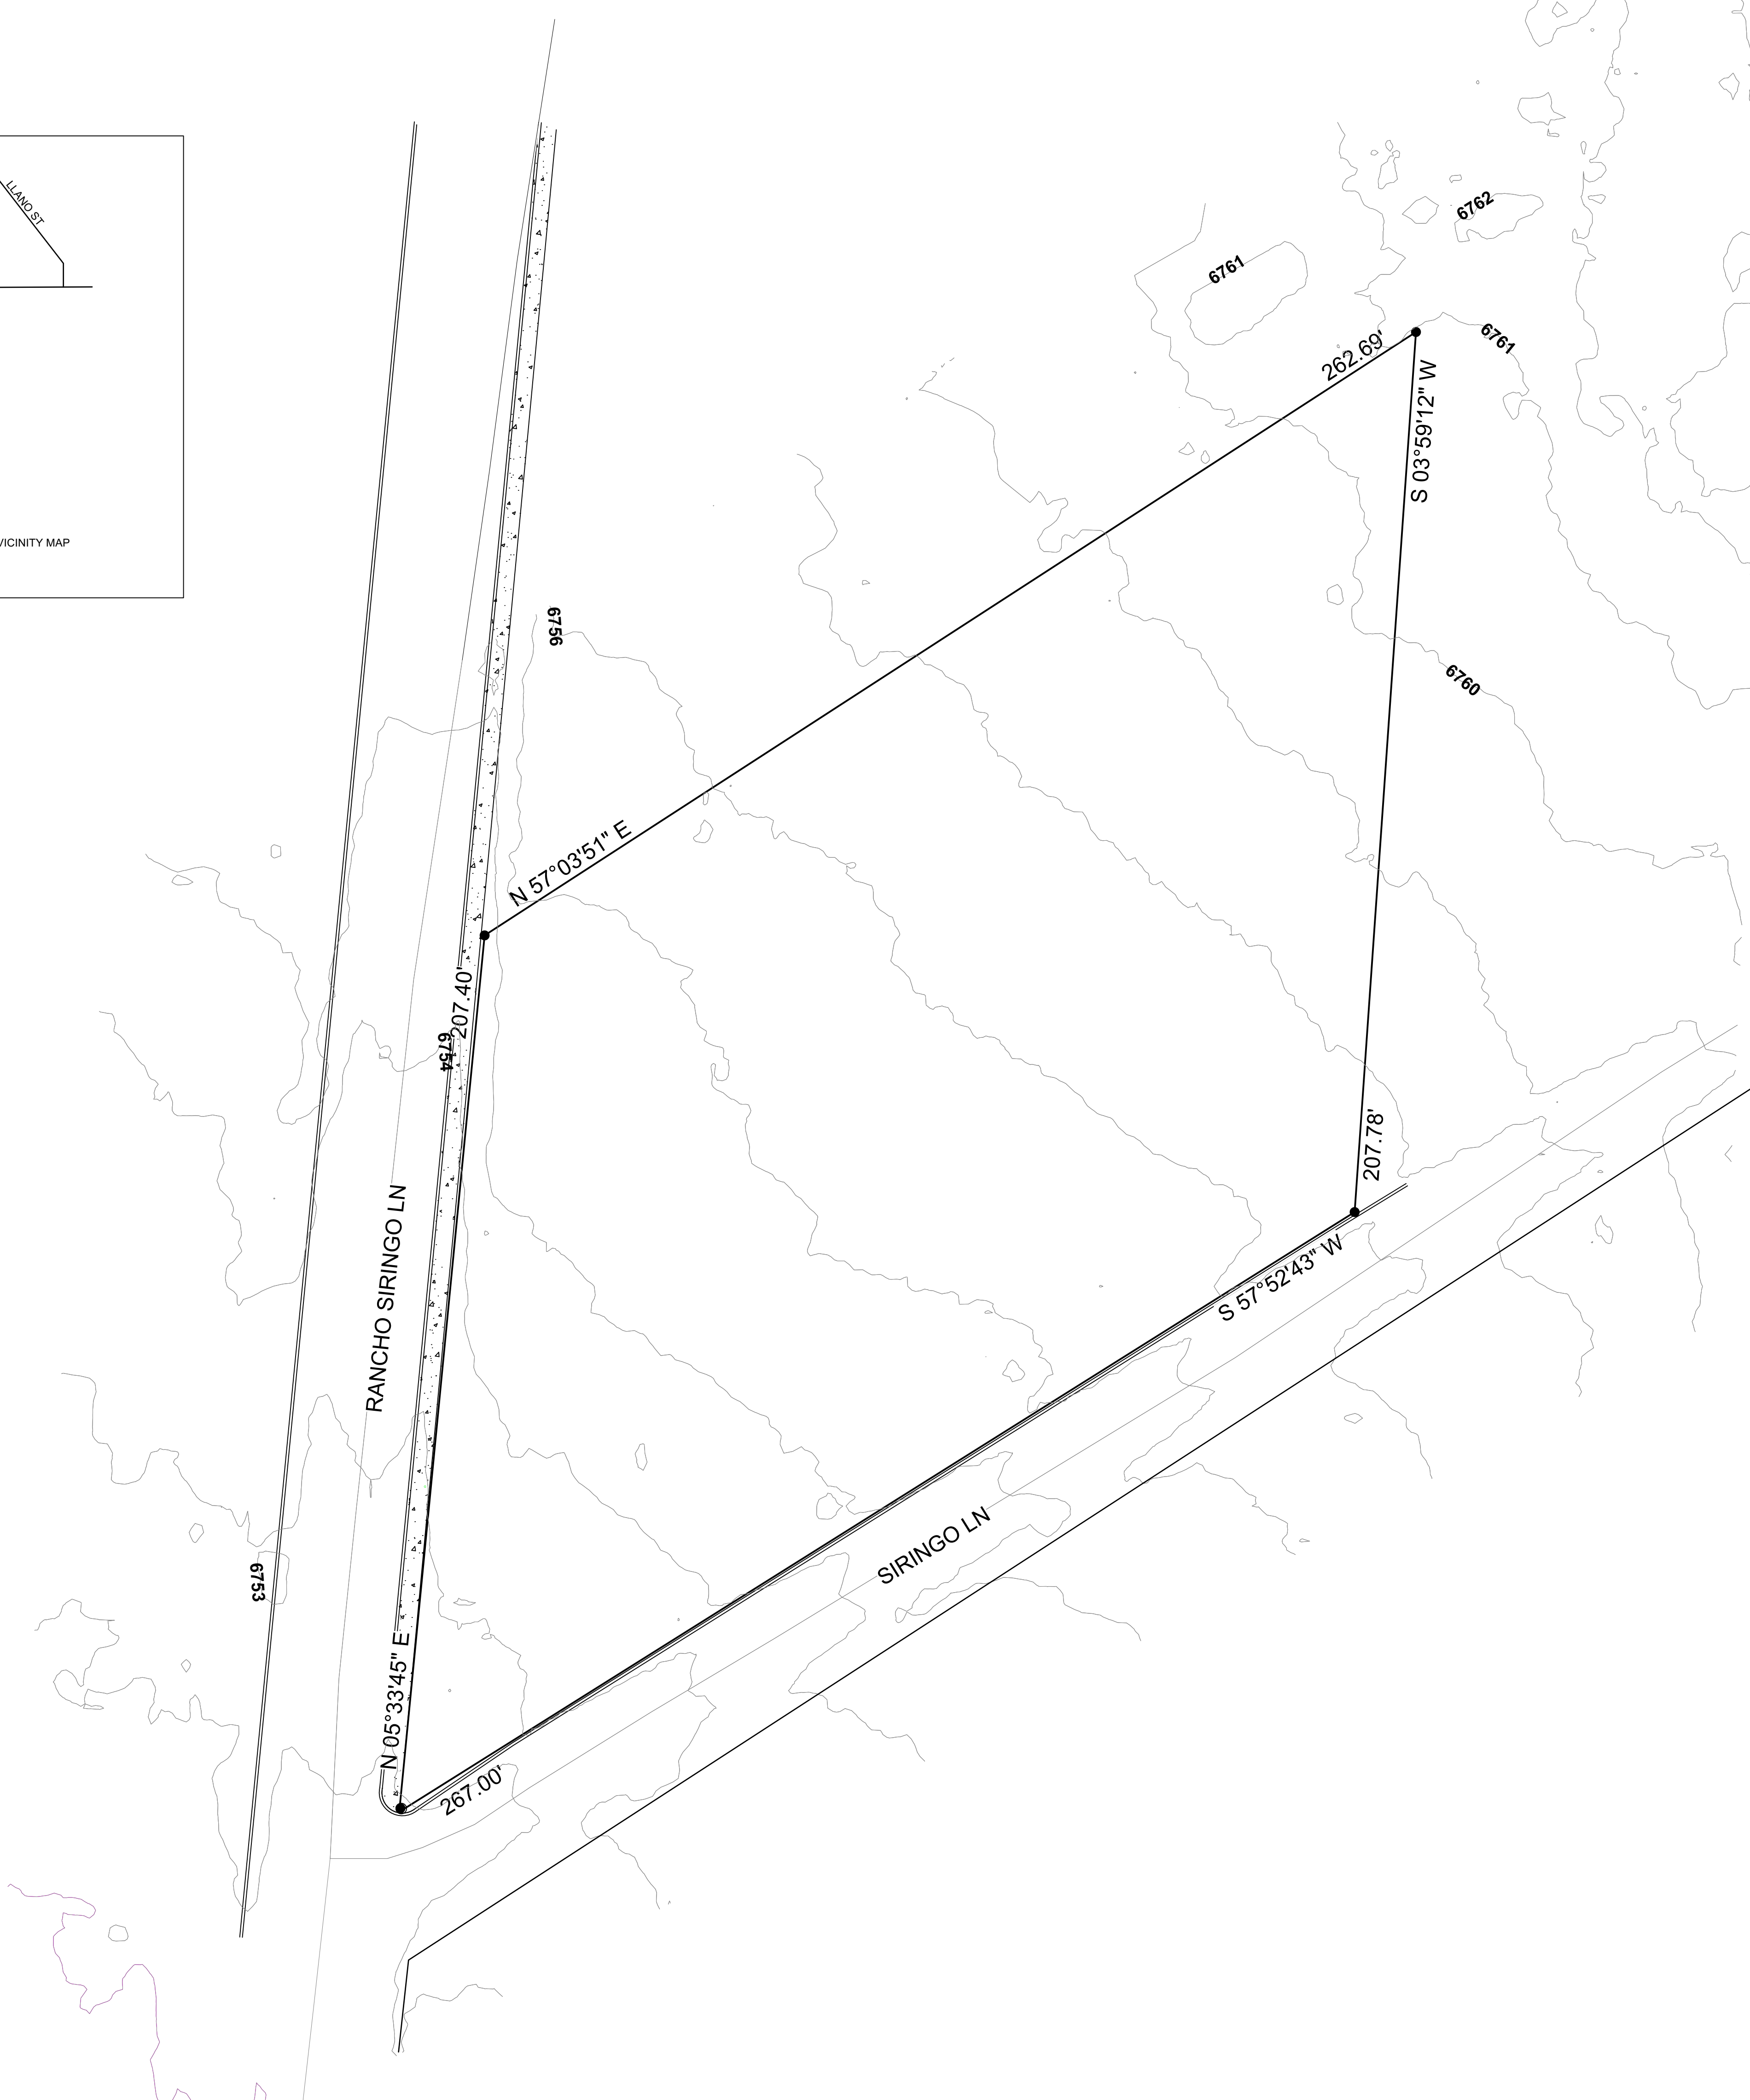 LLANO ST
VICINITY MAP
6762
6761
6761
262.69'
S 03°59'12" W
6756
6760
N 57°03'51" E
207.40'
6754
207.78'
RANCHO SIRINGO LN
S 57°52'43" W
SIRINGO LN
6753
N 05°33'45" E
267.00'